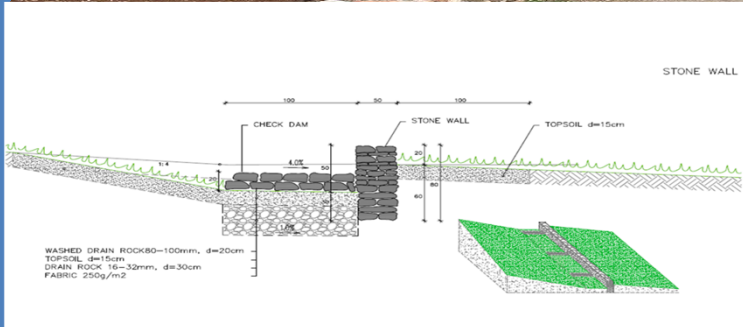 STONE WALL
100
50
100
CHECK DAM
STONE WALL
TOPSOIL d=15cm
1:4
4.0%
20
50
20
80
60
1.0%
WASHED DRAIN ROCK80-100mm, d=20cm
TOPSOIL d=15cm
DRAIN ROCK 16-32mm, d=30cm
FABRIC 250g/m2